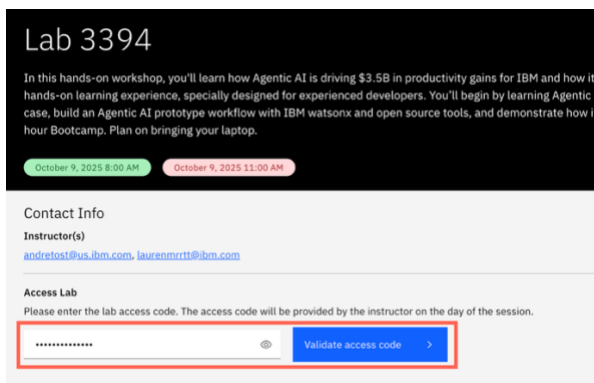 Lab 3394
In this hands-on workshop, you'll learn how Agentic AI is driving $3.5B in productivity gains for IBM and how it
hands-on learning experience, specially designed for experienced developers. You'll begin by learning Agentic
case, build an Agentic AI prototype workflow with IBM watsonx and open source tools, and demonstrate how i
hour Bootcamp. Plan on bringing your laptop.
October 9, 2025 8:00 AM October 9, 2025 11:00 AM
Contact Info
Instructor(s)
andretost@us.ibm.com, laurenmrrtt@ibm.com
Access Lab
Please enter the lab access code. The access code will be provided by the instructor on the day of the session.
•••••••••••••• Validate access code